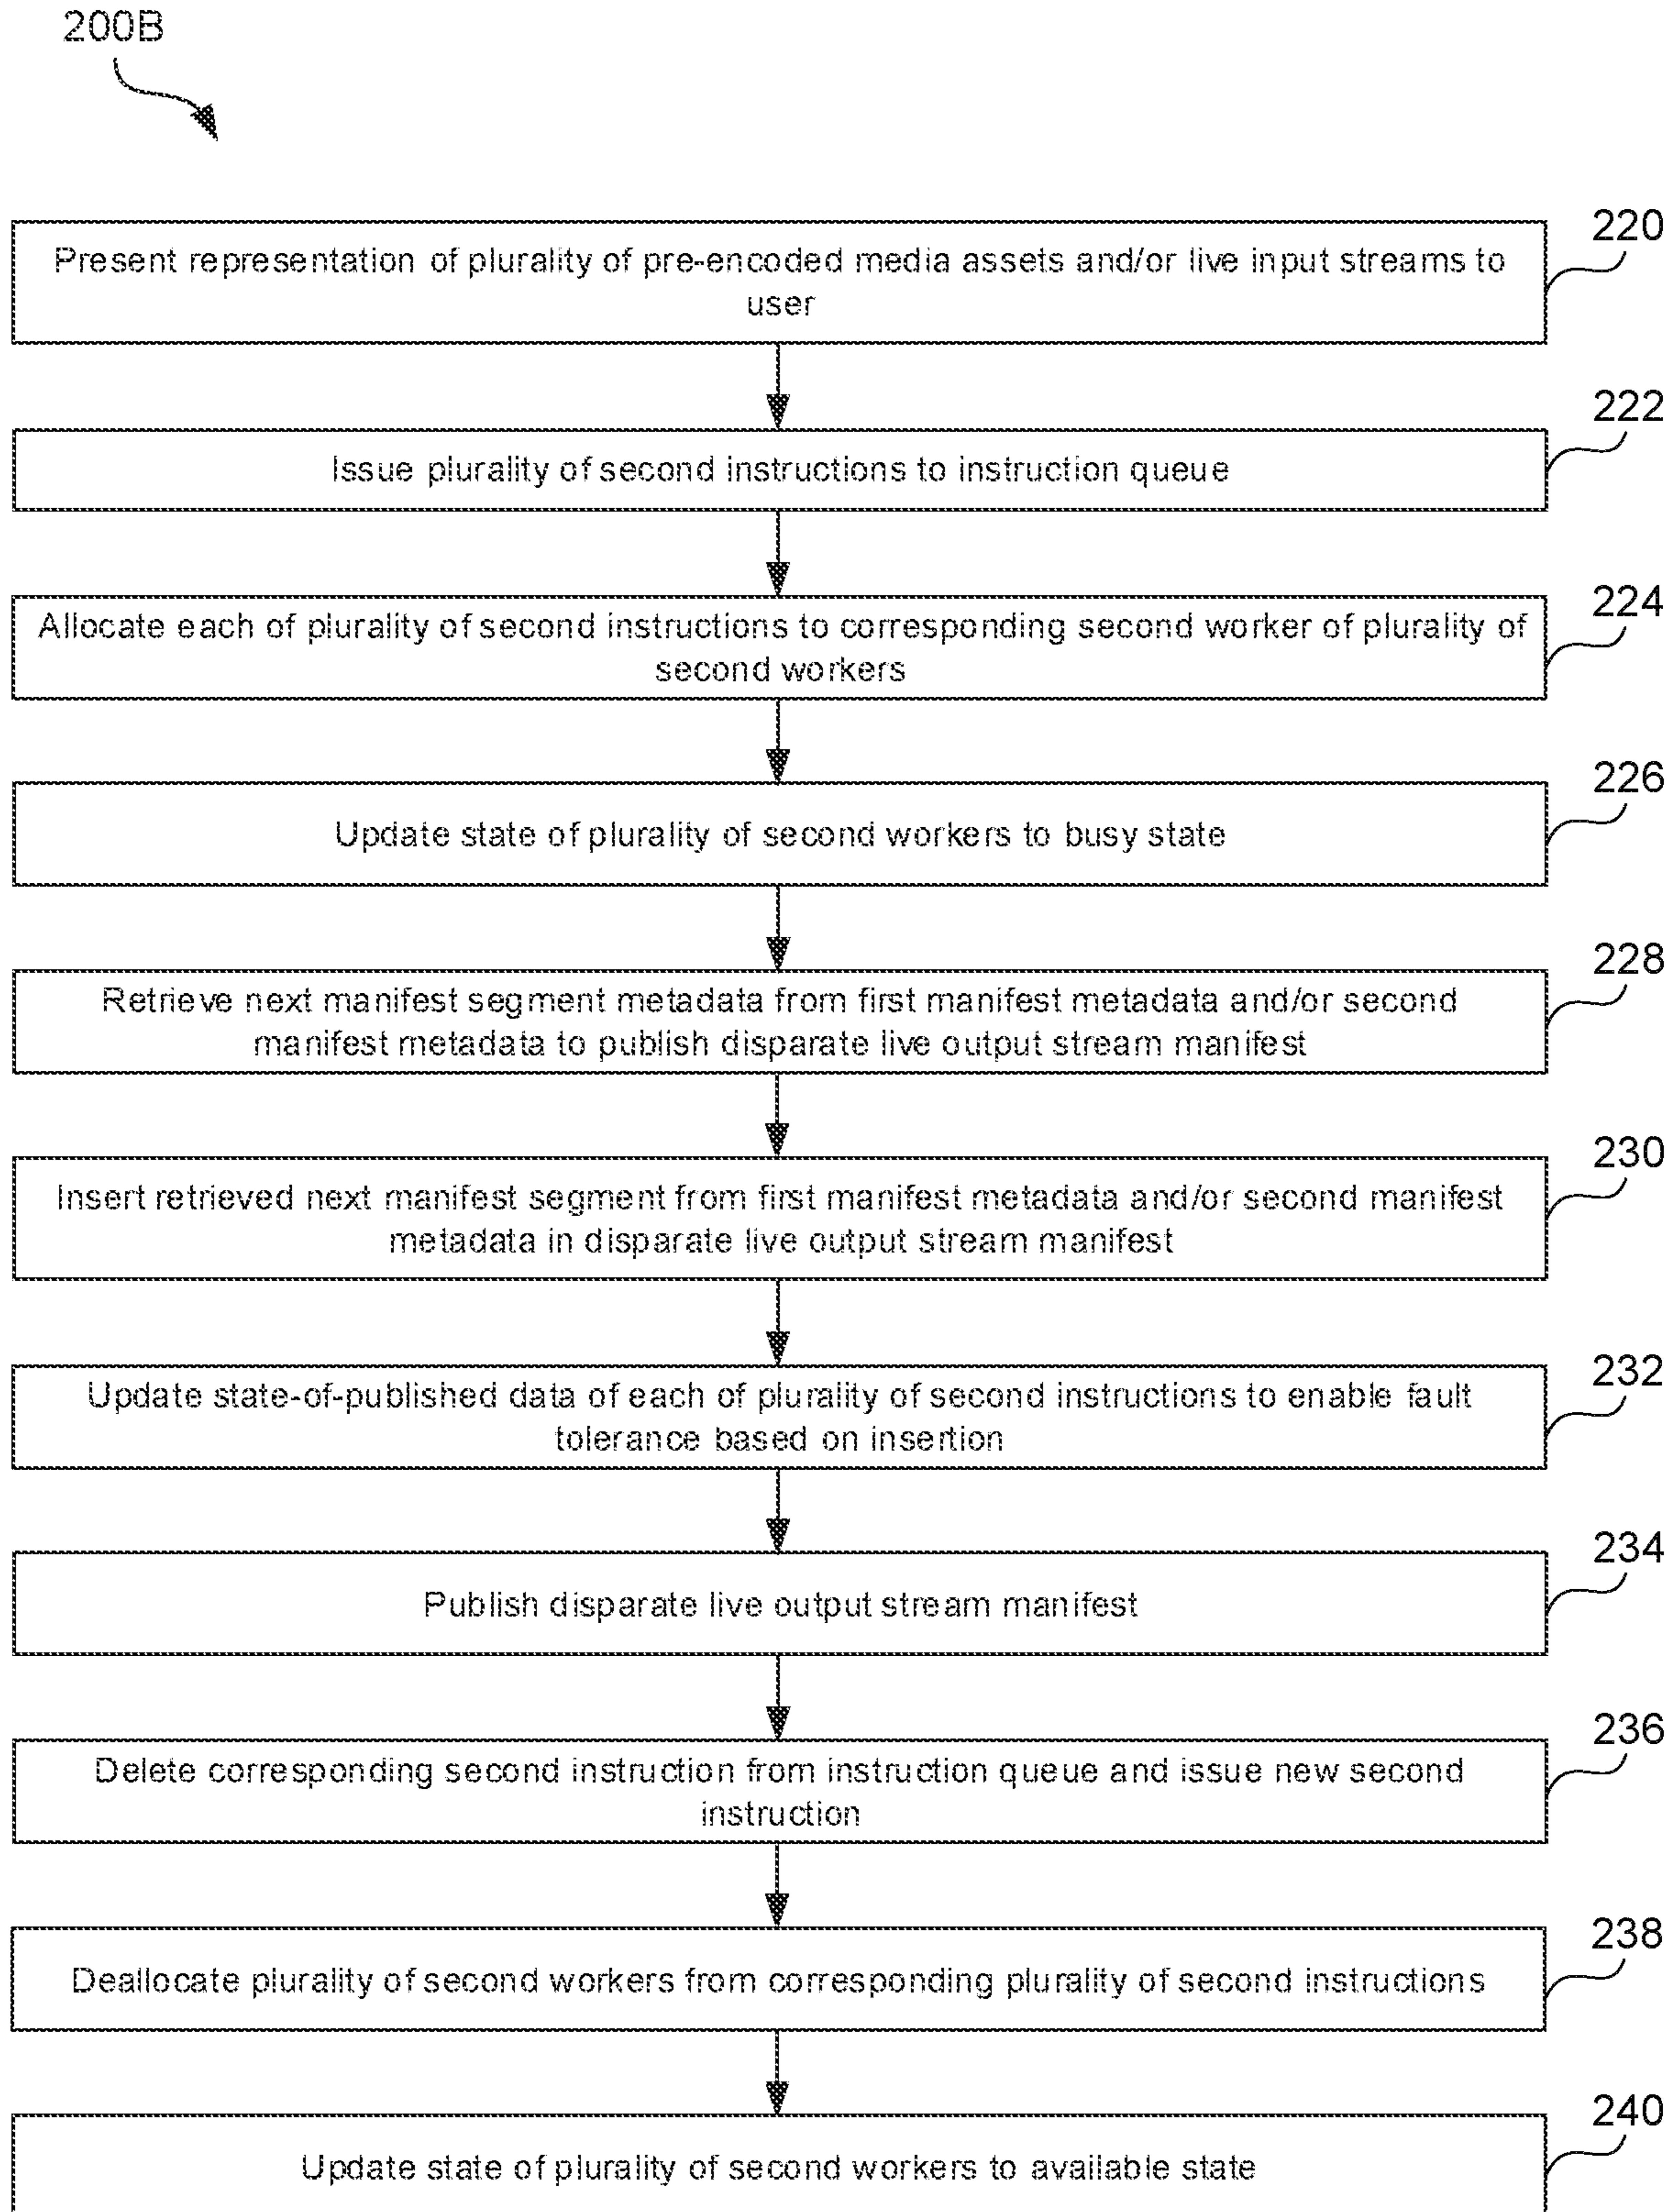 200B
220
Present representation of plurality of pre-encoded media assets and/or live input streams to
user
222
Issue plurality of second instructions to instruction queue
224
Allocate each of plurality of second instructions to corresponding second worker of plurality of
second workers
226
Update state of plurality of second workers to busy state
228
Retrieve next manifest segment metadata from first manifest metadata and/or second
manifest metadata to publish disparate live output stream manifest
230
Insert retrieved next manifest segment from first manifest metadata and/or second manifest
metadata in disparate live output stream manifest
232
Update state-of-published data of each of plurality of second instructions to enable fault
tolerance based on insertion
234
Publish disparate live output stream manifest
236
Delete corresponding second instruction from instruction queue and issue new second
instruction
238
Deallocate plurality of second workers from corresponding plurality of second instructions
240
Update state of plurality of second workers to available state